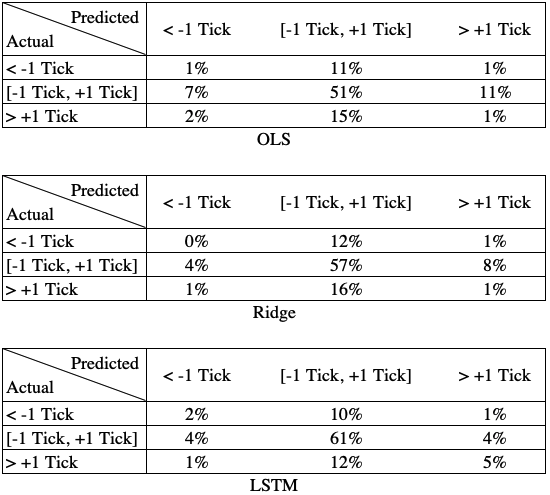 Predicted < -1 Tick [-1 Tick, +1 Tick] > +1 Tick
Actual
< -1 Tick 1% 11% 1%
[-1 Tick, +1 Tick] 7% 51% 11%
> +1 Tick 2% 15% 1%
OLS
Predicted < -1 Tick [-1 Tick, +1 Tick] > +1 Tick
Actual
< -1 Tick 0% 12% 1%
[-1 Tick, +1 Tick] 4% 57% 8%
> +1 Tick 1% 16% 1%
Ridge
Predicted < -1 Tick [-1 Tick, +1 Tick] > +1 Tick
Actual
< -1 Tick 2% 10% 1%
[-1 Tick, +1 Tick] 4% 61% 4%
> +1 Tick 1% 12% 5%
LSTM